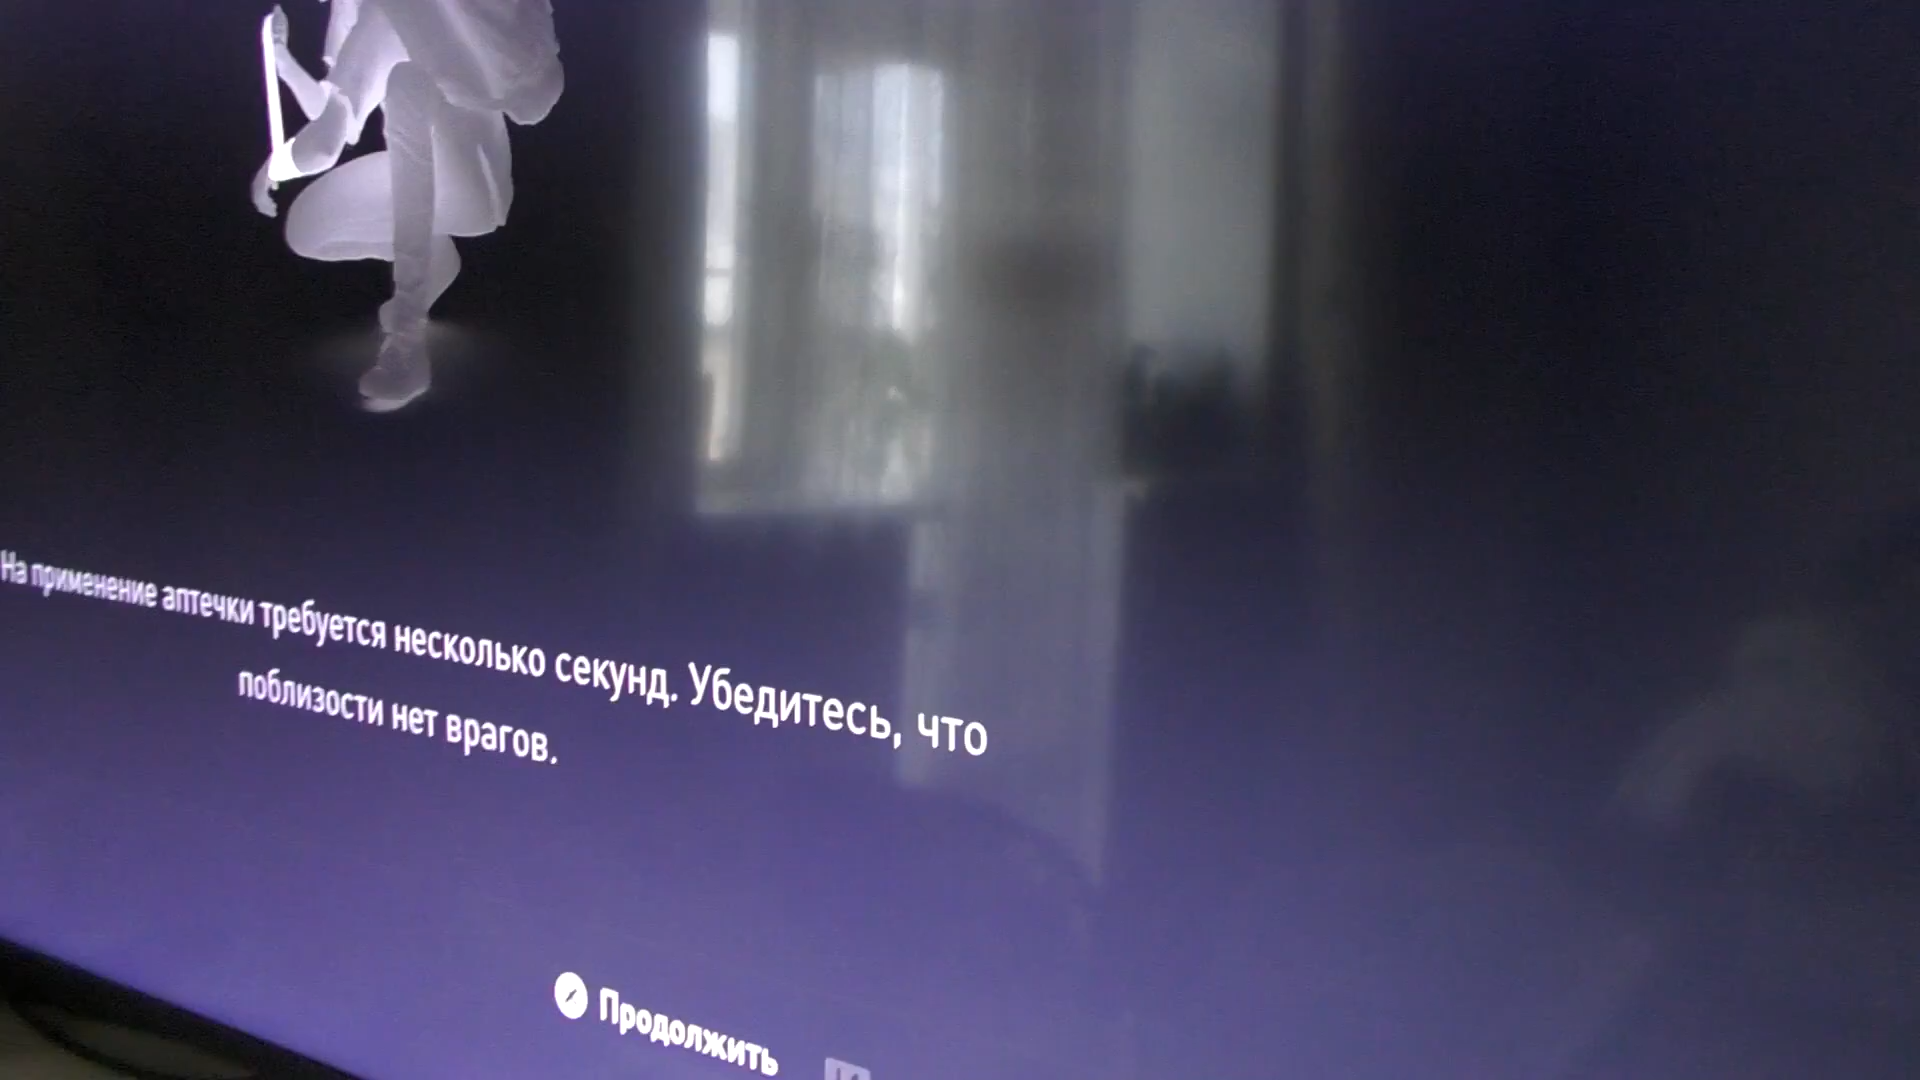 На применение аптечки требуется несколько секунд. Убедитесь, что
поблизости нет врагов.
Продолжить